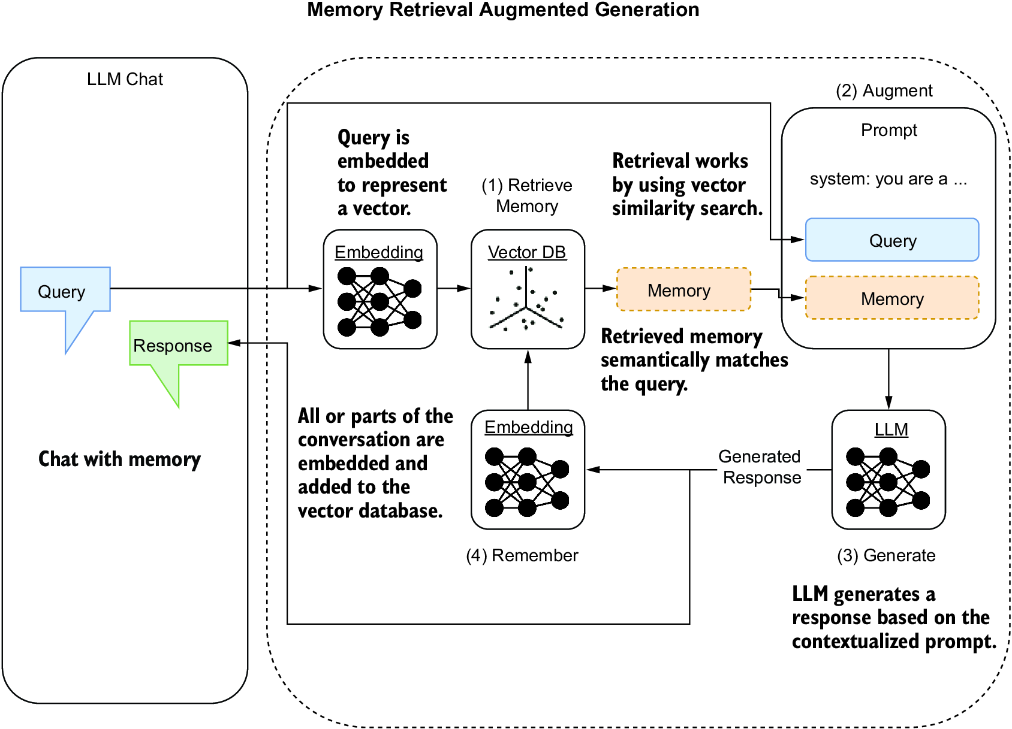 Memory Retrieval Augmented Generation
LLM Chat
(2) Augment
Prompt
system: you are a ...
Query is
embedded
to represent
a vector.
(1) Retrieve
Memory
Retrieval works
by using vector
similarity search.
Embedding
Vector DB
Query
Query
Memory
Memory
Response
Retrieved memory
semantically matches
the query.
All or parts of the
conversation are
embedded and
added to the
vector database.
Embedding
LLM
Chat with memory
Generated
Response
(4) Remember
(3) Generate
LLM generates a
response based on the
contextualized prompt.